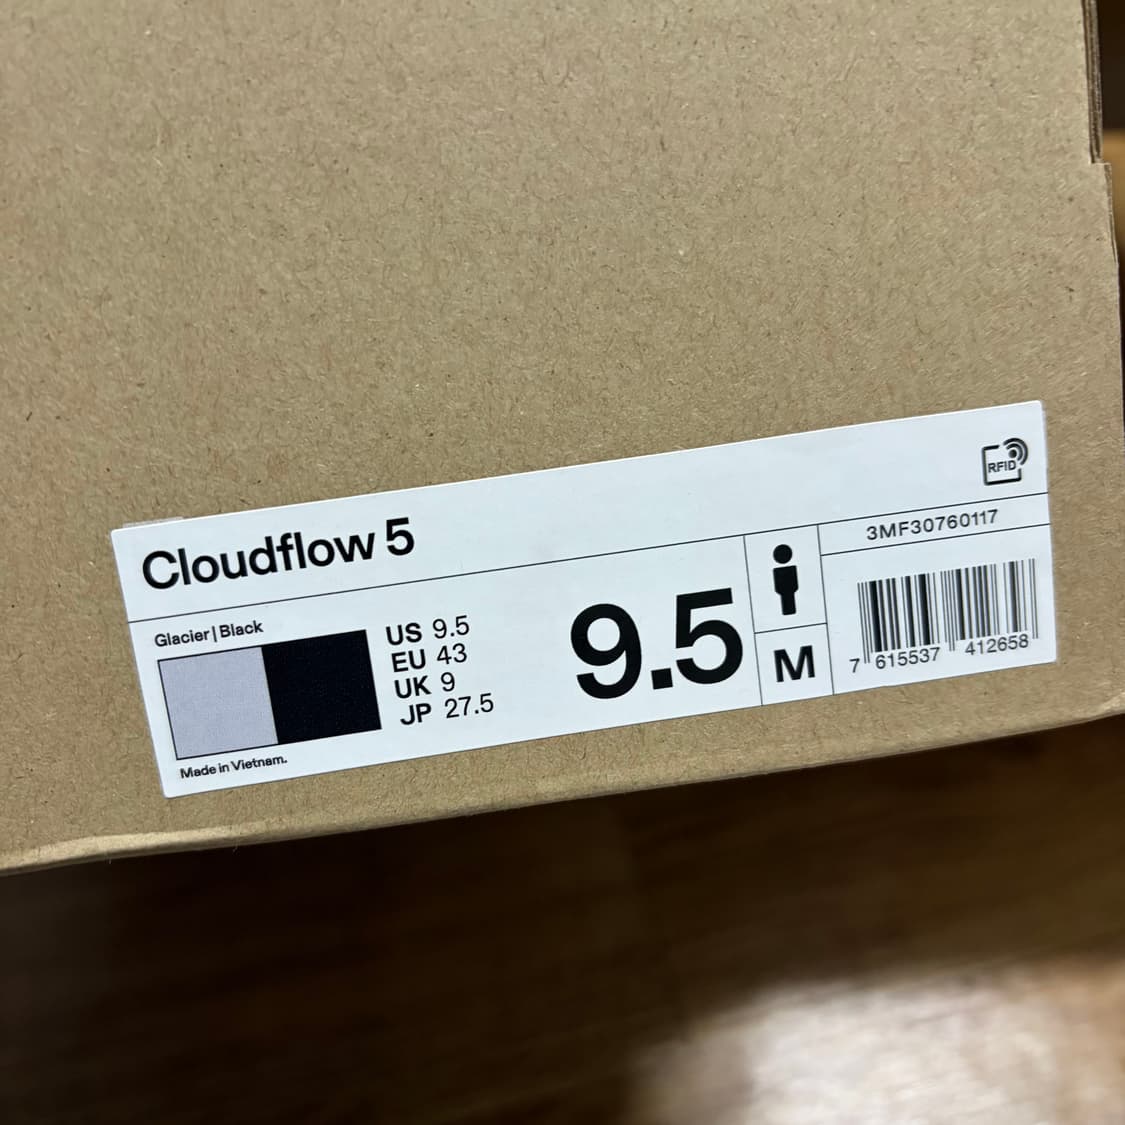 RFID
Cloudflow 5
3MF30760117
Glacier | Black
US 9.5
EU 43
UK 9
JP 27.5
9.5
M
7 615537 412658
Made in Vietnam.